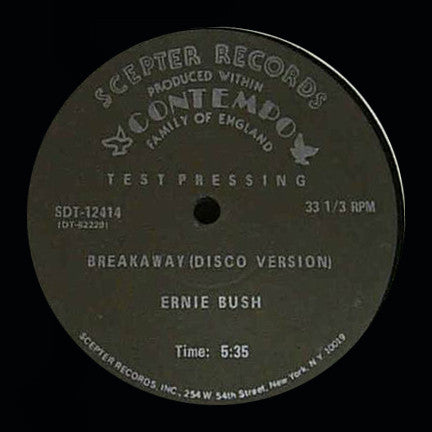 SCEPTER RECORDS
PRODUCED WITHIN
CONTEMPO
FAMILY OF ENGLAND
TEST PRESSING
SDT-12414 33 1/3 RPM
(DT-62229)
BREAKAWAY (DISCO VERSION)
ERNIE BUSH
Time: 5:35
SCEPTER RECORDS, INC., 254 W. 54th Street, New York, N.Y. 10019